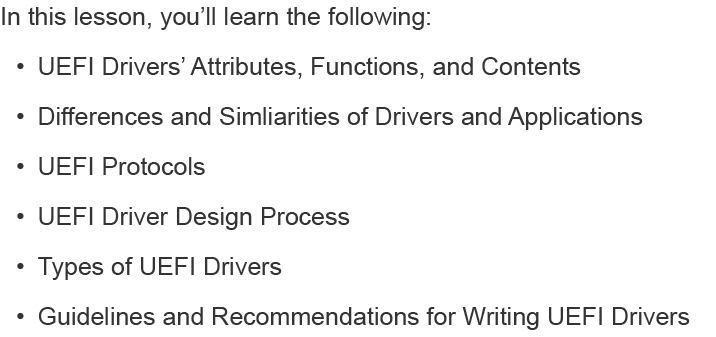 In this lesson, you’ll learn the following:
• UEFI Drivers’ Attributes, Functions, and Contents
• Differences and Simliarities of Drivers and Applications
• UEFI Protocols
• UEFI Driver Design Process
• Types of UEFI Drivers
• Guidelines and Recommendations for Writing UEFI Drivers